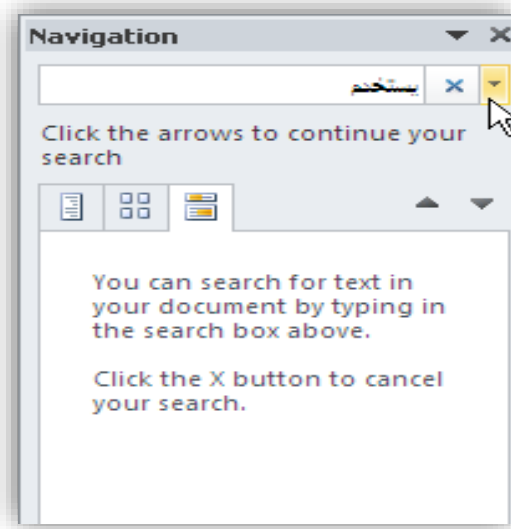 Navigation
يستخدم
Click the arrows to continue your
search
You can search for text in
your document by typing in
the search box above.
Click the X button to cancel
your search.